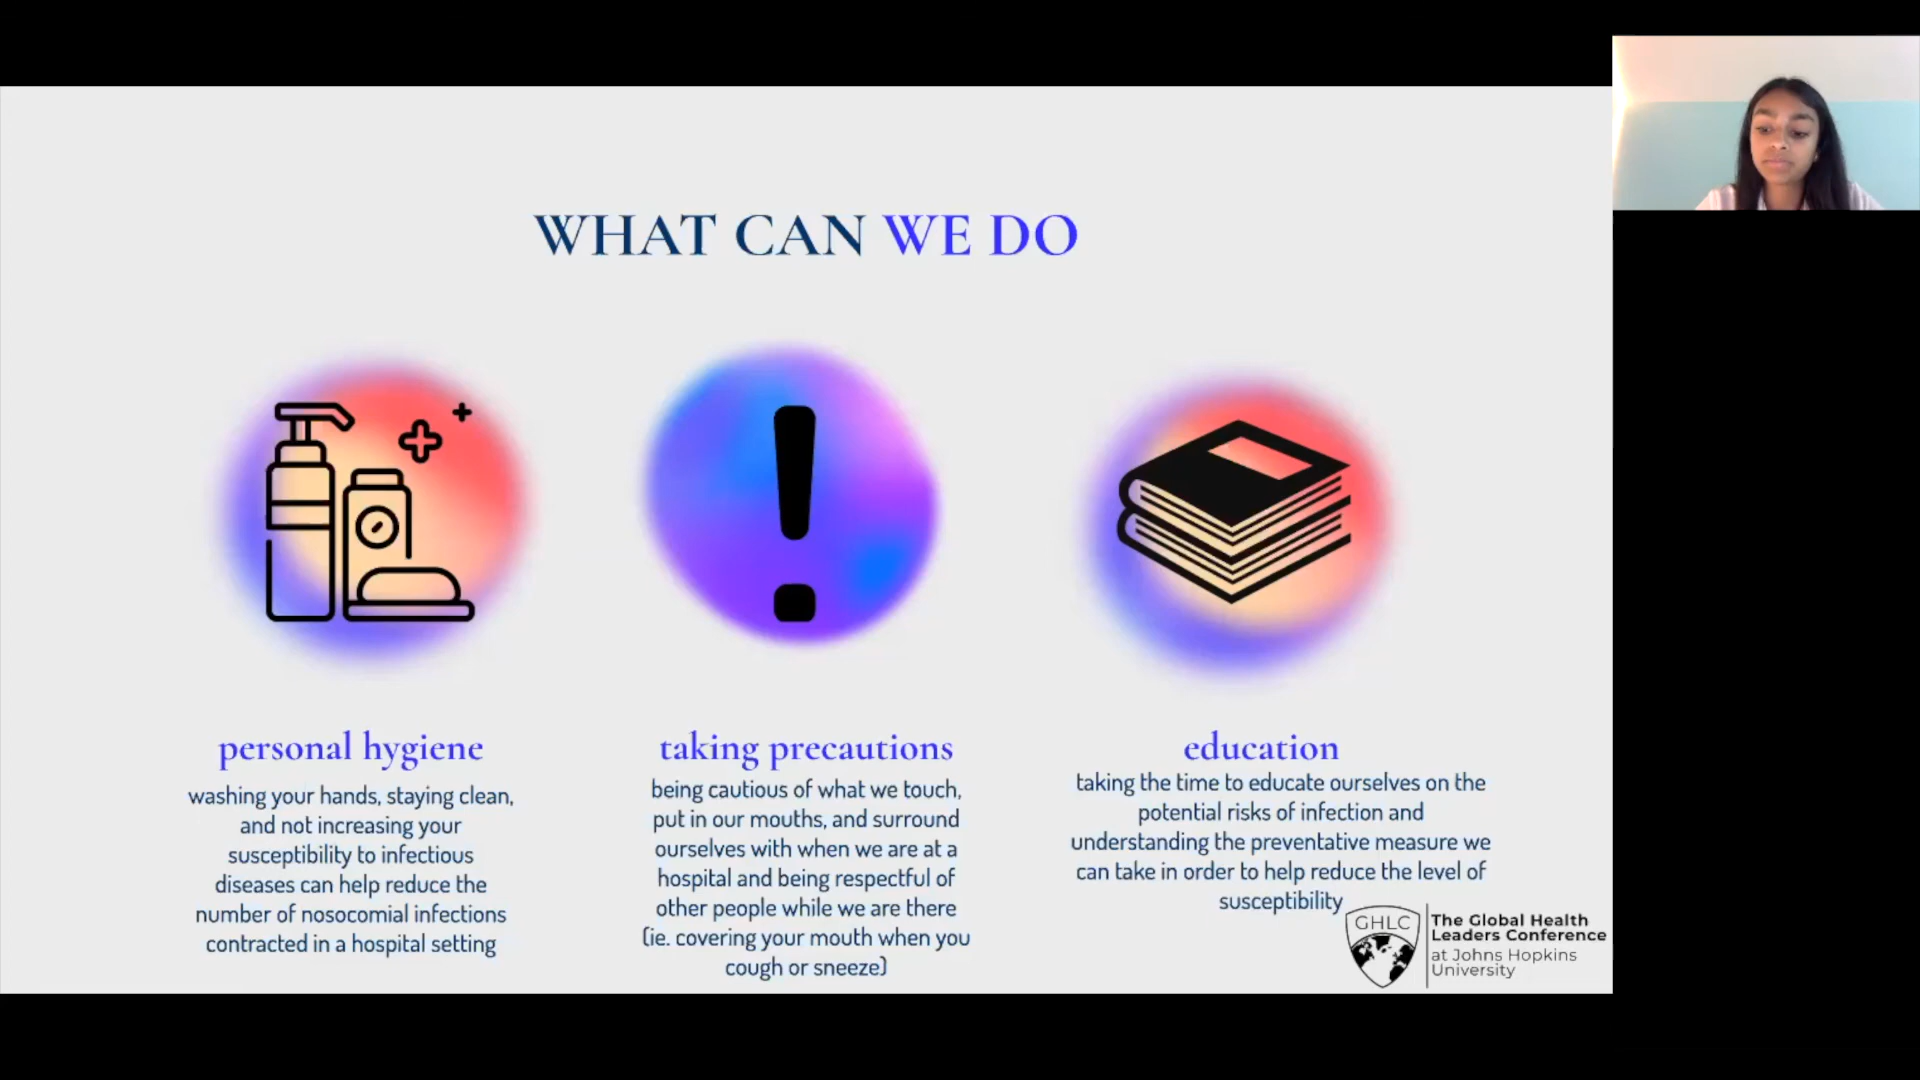 WHAT CAN WE DO
personal hygiene
washing your hands, staying clean,
and not increasing your
susceptibility to infectious
diseases can help reduce the
number of nosocomial infections
contracted in a hospital setting
taking precautions
being cautious of what we touch,
put in our mouths, and surround
ourselves with when we are at a
hospital and being respectful of
other people while we are there
(ie. covering your mouth when you
cough or sneeze)
education
taking the time to educate ourselves on the
potential risks of infection and
understanding the preventative measure we
can take in order to help reduce the level of
susceptibility
GHLC
The Global Health
Leaders Conference
at Johns Hopkins
University